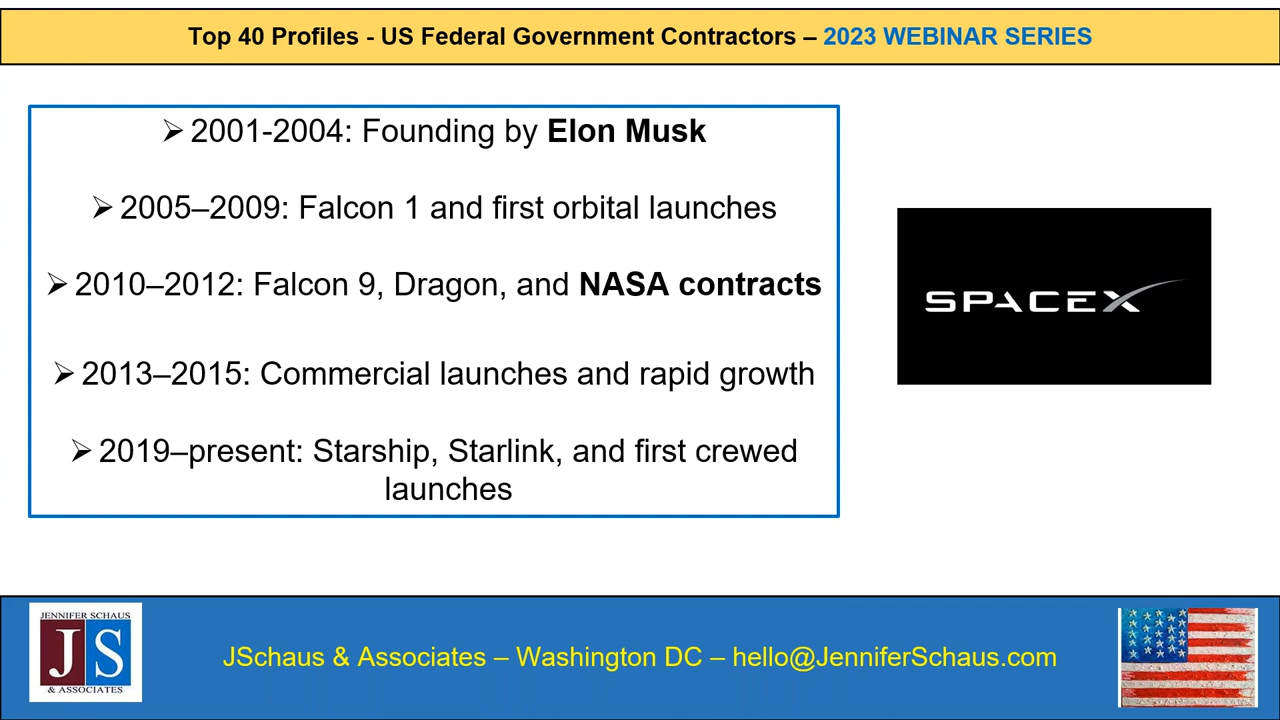 Top 40 Profiles - US Federal Government Contractors – 2023 WEBINAR SERIES
➢ 2001-2004: Founding by Elon Musk
➢ 2005–2009: Falcon 1 and first orbital launches
➢ 2010–2012: Falcon 9, Dragon, and NASA contracts
➢ 2013–2015: Commercial launches and rapid growth
➢ 2019–present: Starship, Starlink, and first crewed
launches
SPACEX
JENNIFER SCHAUS
JS
& ASSOCIATES
JSchaus & Associates – Washington DC – hello@JenniferSchaus.com